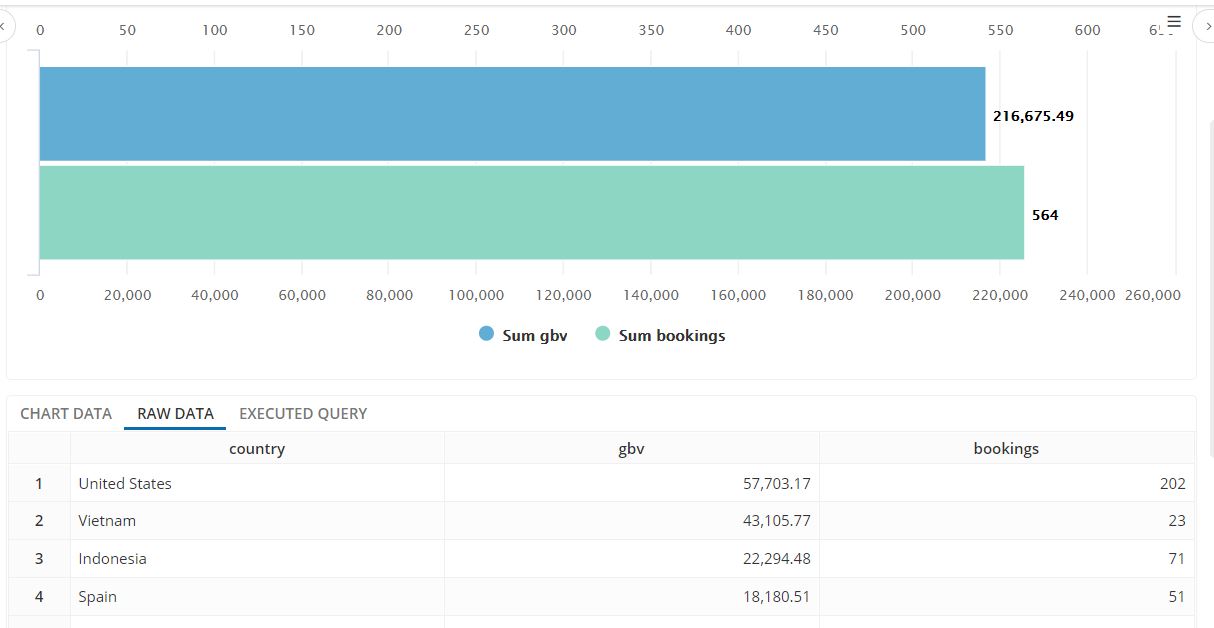 0 50 100 150 200 250 300 350 400 450 500 550 600
216,675.49
564
0 20,000 40,000 60,000 80,000 100,000 120,000 140,000 160,000 180,000 200,000 220,000 240,000 260,000
Sum gbv Sum bookings
CHART DATA RAW DATA EXECUTED QUERY
country gbv bookings
1 United States 57,703.17 202
2 Vietnam 43,105.77 23
3 Indonesia 22,294.48 71
4 Spain 18,180.51 51